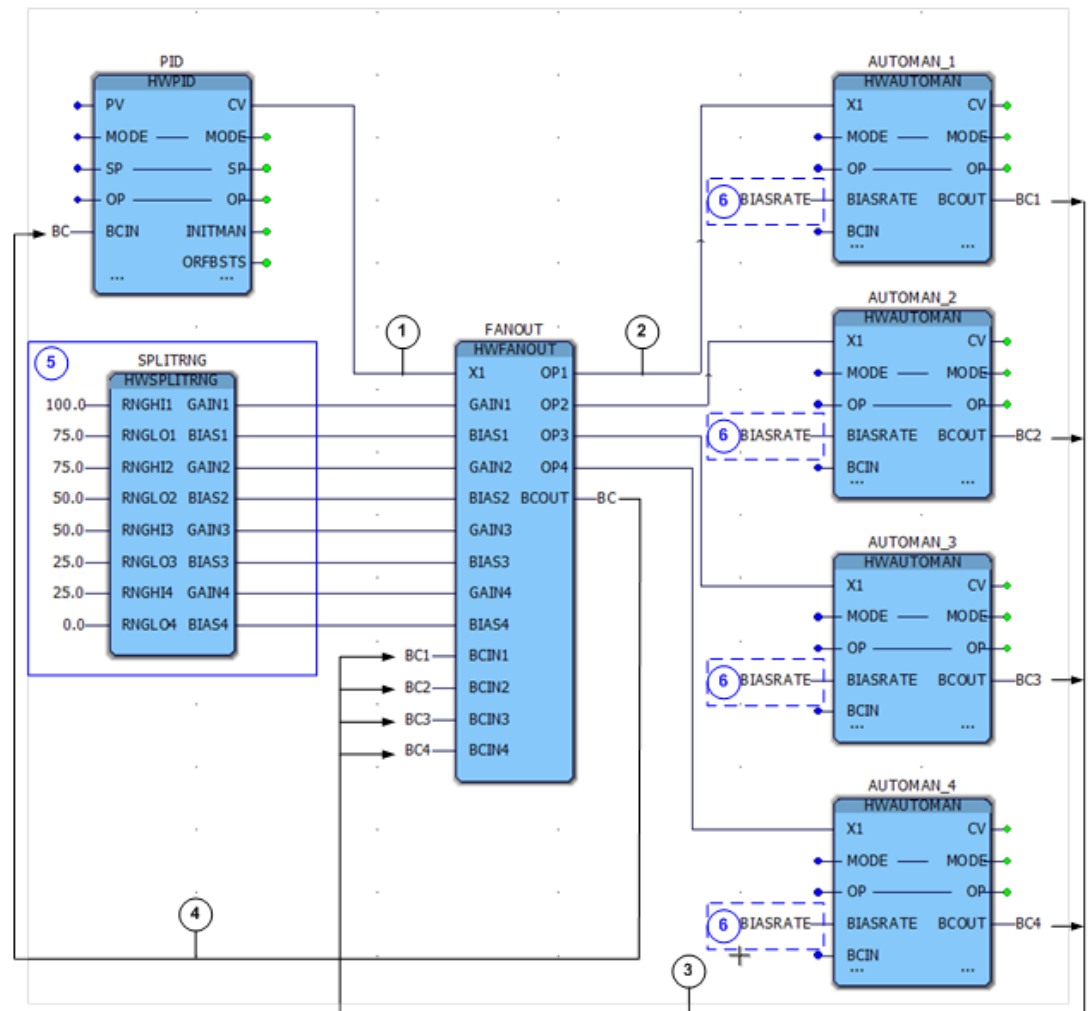 PID
HWPID
PV CV
MODE MODE
SP SP
OP OP
BC BCIN INITMAN
ORFBSTS
... ...
5
SPLITRNG
HWSPLITRNG
100.0 RNGHI1 GAIN1
75.0 RNGLO1 BIAS1
75.0 RNGHI2 GAIN2
50.0 RNGLO2 BIAS2
50.0 RNGHI3 GAIN3
25.0 RNGLO3 BIAS3
25.0 RNGHI4 GAIN4
0.0 RNGLO4 BIAS4
1
FANOUT
HWFANOUT
X1 OP1
GAIN1 OP2
BIAS1 OP3
GAIN2 OP4
BIAS2 BCOUT BC
GAIN3
BIAS3
GAIN4
BIAS4
BC1 BCIN1
BC2 BCIN2
BC3 BCIN3
BC4 BCIN4
2
AUTOMAN_1
HWAUTOMAN
X1 CV
MODE MODE
OP OP
6 BIASRATE BIASRATE BCOUT BC1
BCIN
... ...
AUTOMAN_2
HWAUTOMAN
X1 CV
MODE MODE
OP OP
6 BIASRATE BIASRATE BCOUT BC2
BCIN
... ...
AUTOMAN_3
HWAUTOMAN
X1 CV
MODE MODE
OP OP
6 BIASRATE BIASRATE BCOUT BC3
BCIN
... ...
AUTOMAN_4
HWAUTOMAN
X1 CV
MODE MODE
OP OP
6 BIASRATE BIASRATE BCOUT BC4
BCIN
... ...
4
3